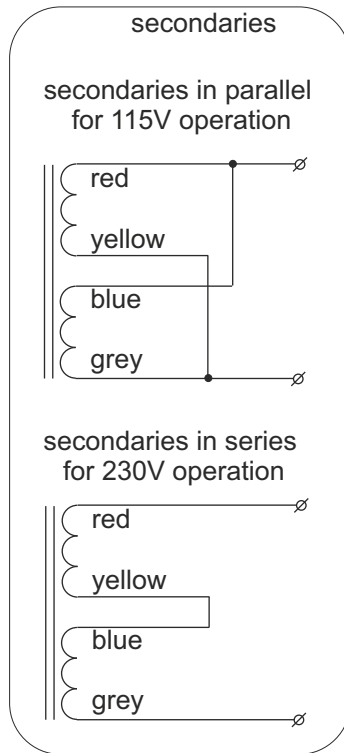 secondaries
secondaries in parallel
for 115V operation
red
yellow
blue
grey
secondaries in series
for 230V operation
red
yellow
blue
grey